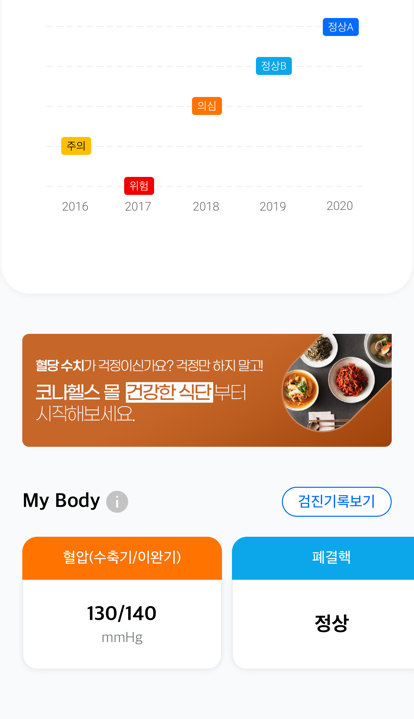 정상A
정상B
의심
주의
위험
2016 2017 2018 2019 2020
혈당 수치가 걱정이신가요? 걱정만 하지 말고!
코나헬스 몰 건강한 식단부터
시작해보세요.
My Body i 검진기록보기
혈압(수축기/이완기) 폐결핵
130/140 정상
mmHg